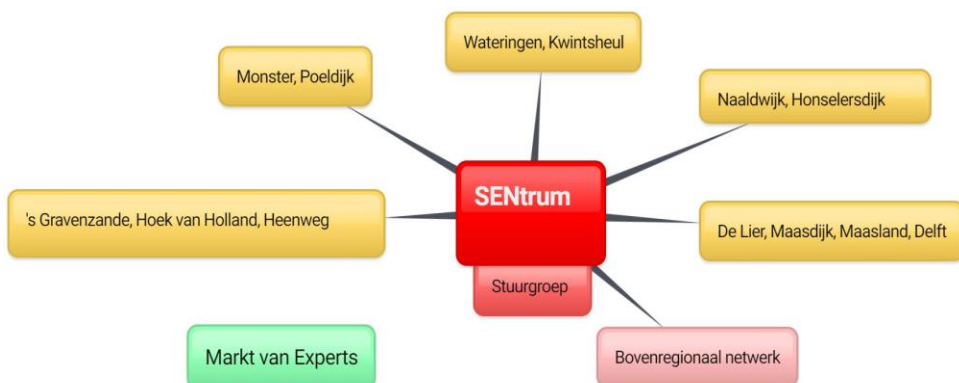 Wateringen, Kwintsheul
Monster, Poeldijk
Naaldwijk, Honselersdijk
SENtrum
's Gravenzande, Hoek van Holland, Heenweg
De Lier, Maasdijk, Maasland, Delft
Stuurgroep
Markt van Experts
Bovenregionaal netwerk